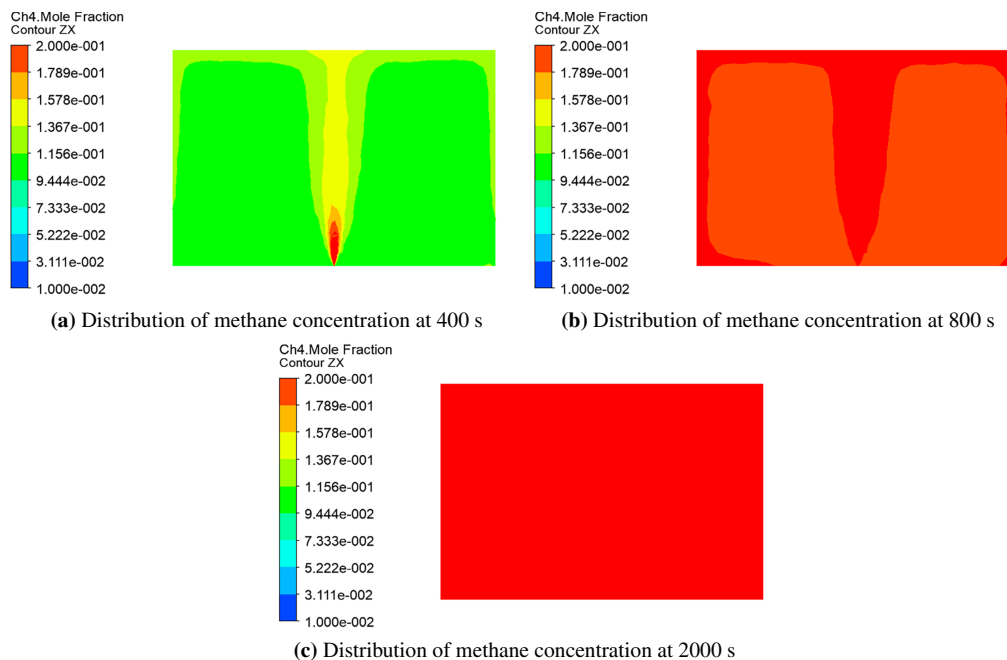 Ch4.Mole Fraction
Contour ZX
2.000e-001
1.789e-001
1.578e-001
1.367e-001
1.156e-001
9.444e-002
7.333e-002
5.222e-002
3.111e-002
1.000e-002
(a) Distribution of methane concentration at 400 s
Ch4.Mole Fraction
Contour ZX
2.000e-001
1.789e-001
1.578e-001
1.367e-001
1.156e-001
9.444e-002
7.333e-002
5.222e-002
3.111e-002
1.000e-002
(b) Distribution of methane concentration at 800 s
Ch4.Mole Fraction
Contour ZX
2.000e-001
1.789e-001
1.578e-001
1.367e-001
1.156e-001
9.444e-002
7.333e-002
5.222e-002
3.111e-002
1.000e-002
(c) Distribution of methane concentration at 2000 s